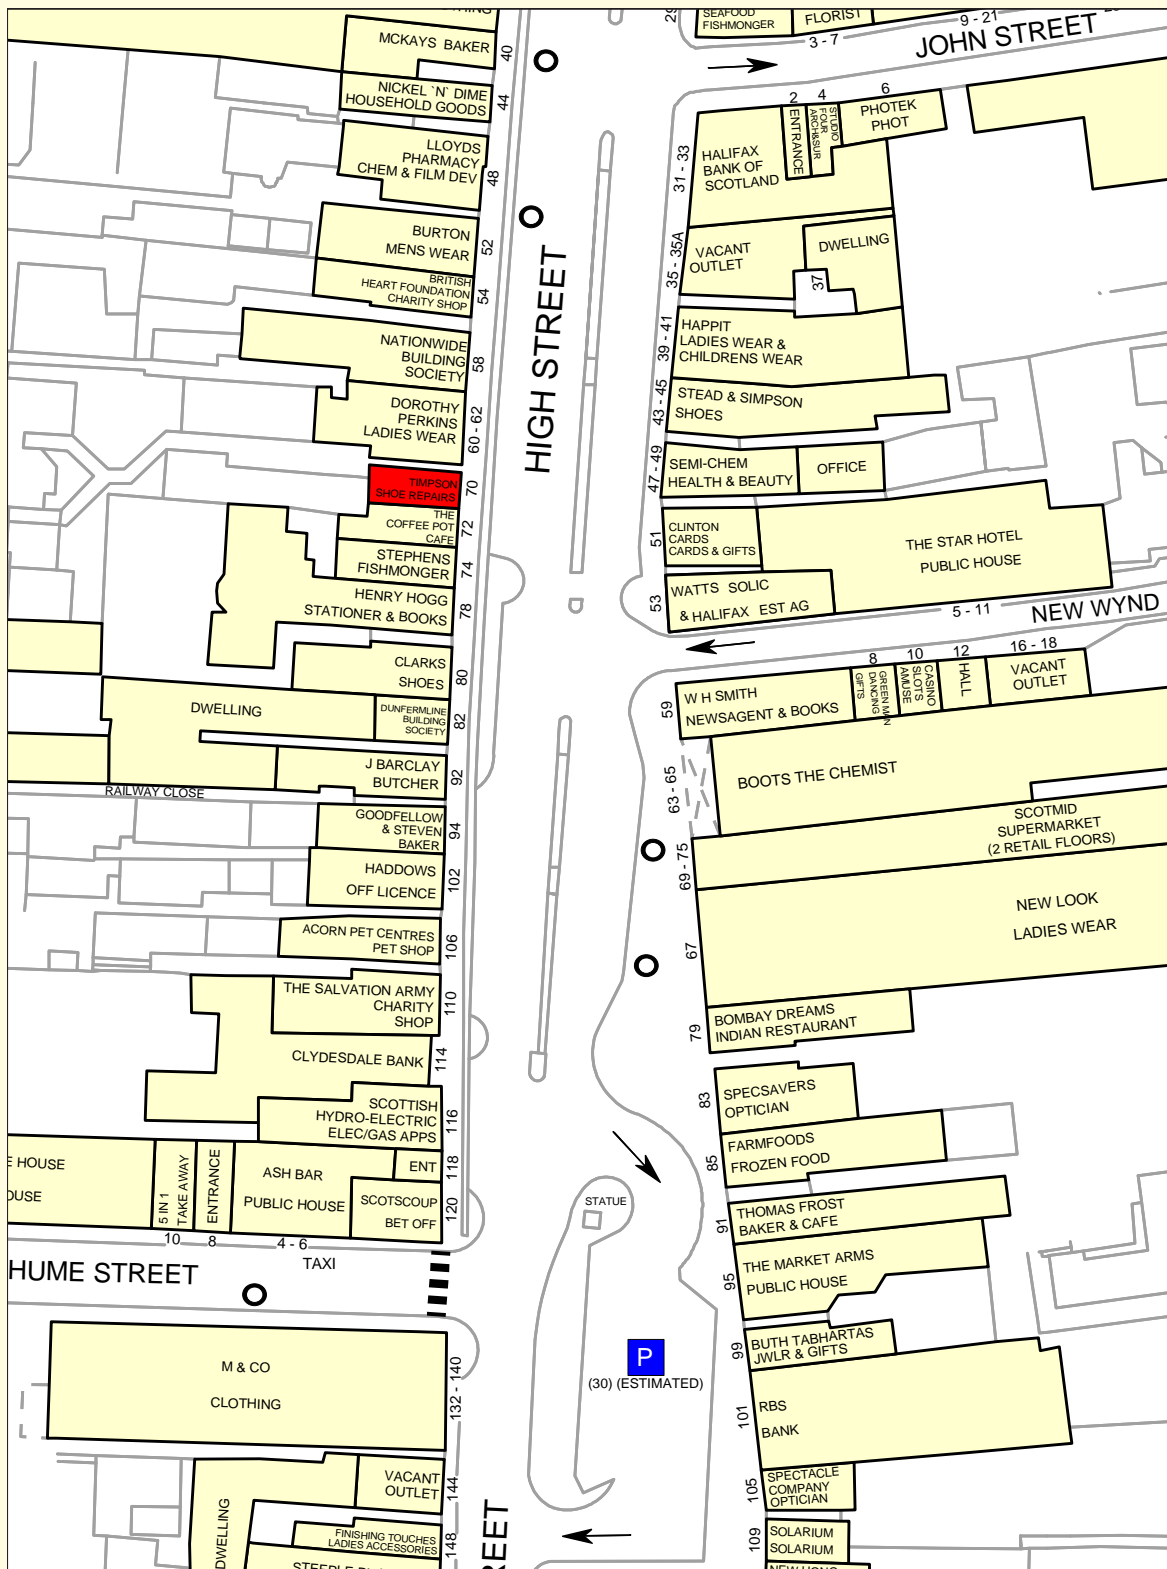 MCKAYS BAKER
40
NICKEL `N` DIME
HOUSEHOLD GOODS
44
LLOYDS
PHARMACY
CHEM & FILM DEV
48
BURTON
MENS WEAR
52
BRITISH
HEART FOUNDATION
CHARITY SHOP
54
NATIONWIDE
BUILDING
SOCIETY
58
DOROTHY
PERKINS
LADIES WEAR
60 - 62
TIMPSON
SHOE REPAIRS
70
THE
COFFEE POT
CAFE
72
STEPHENS
FISHMONGER
74
HENRY HOGG
STATIONER & BOOKS
78
CLARKS
SHOES
80
DWELLING
DUNFERMLINE
BUILDING
SOCIETY
82
J BARCLAY
BUTCHER
92
RAILWAY CLOSE
GOODFELLOW
& STEVEN
BAKER
94
HADDOWS
OFF LICENCE
102
ACORN PET CENTRES
PET SHOP
106
THE SALVATION ARMY
CHARITY
SHOP
110
CLYDESDALE BANK
114
SCOTTISH
HYDRO-ELECTRIC
ELEC/GAS APPS
116
E HOUSE
OUSE
5 IN 1
TAKE AWAY
10
ENTRANCE
8
ASH BAR
PUBLIC HOUSE
4 - 6
ENT
118
SCOTSCOUP
BET OFF
120
TAXI
HUME STREET
M & CO
CLOTHING
132 - 140
VACANT
OUTLET
144
DWELLING
FINISHING TOUCHES
LADIES ACCESSORIES
148
HIGH STREET
REET
STATUE
P
(30) (ESTIMATED)
SEAFOOD
FISHMONGER
FLORIST
3 - 7
9 - 21
JOHN STREET
29
HALIFAX
BANK OF
SCOTLAND
31 - 33
2
ENTRANCE
4
STUDIO
FOUR
ARCH&SUR
6
PHOTEK
PHOT
VACANT
OUTLET
35 - 35A
DWELLING
37
HAPPIT
LADIES WEAR &
CHILDRENS WEAR
39 - 41
STEAD & SIMPSON
SHOES
43 - 45
SEMI-CHEM
HEALTH & BEAUTY
47 - 49
OFFICE
CLINTON
CARDS
CARDS & GIFTS
51
THE STAR HOTEL
PUBLIC HOUSE
WATTS SOLIC
& HALIFAX EST AG
53
5 - 11
NEW WYND
W H SMITH
NEWSAGENT & BOOKS
59
8
GREEN MAN
DANCING
GIFTS
10
CASINO
SLOTS
AMUSE
12
HALL
16 - 18
VACANT
OUTLET
BOOTS THE CHEMIST
63 - 65
SCOTMID
SUPERMARKET
(2 RETAIL FLOORS)
69 - 75
NEW LOOK
LADIES WEAR
67
BOMBAY DREAMS
INDIAN RESTAURANT
79
SPECSAVERS
OPTICIAN
83
FARMFOODS
FROZEN FOOD
85
THOMAS FROST
BAKER & CAFE
91
THE MARKET ARMS
PUBLIC HOUSE
95
BUTH TABHARTAS
JWLR & GIFTS
99
RBS
BANK
101
SPECTACLE
COMPANY
OPTICIAN
105
SOLARIUM
SOLARIUM
109